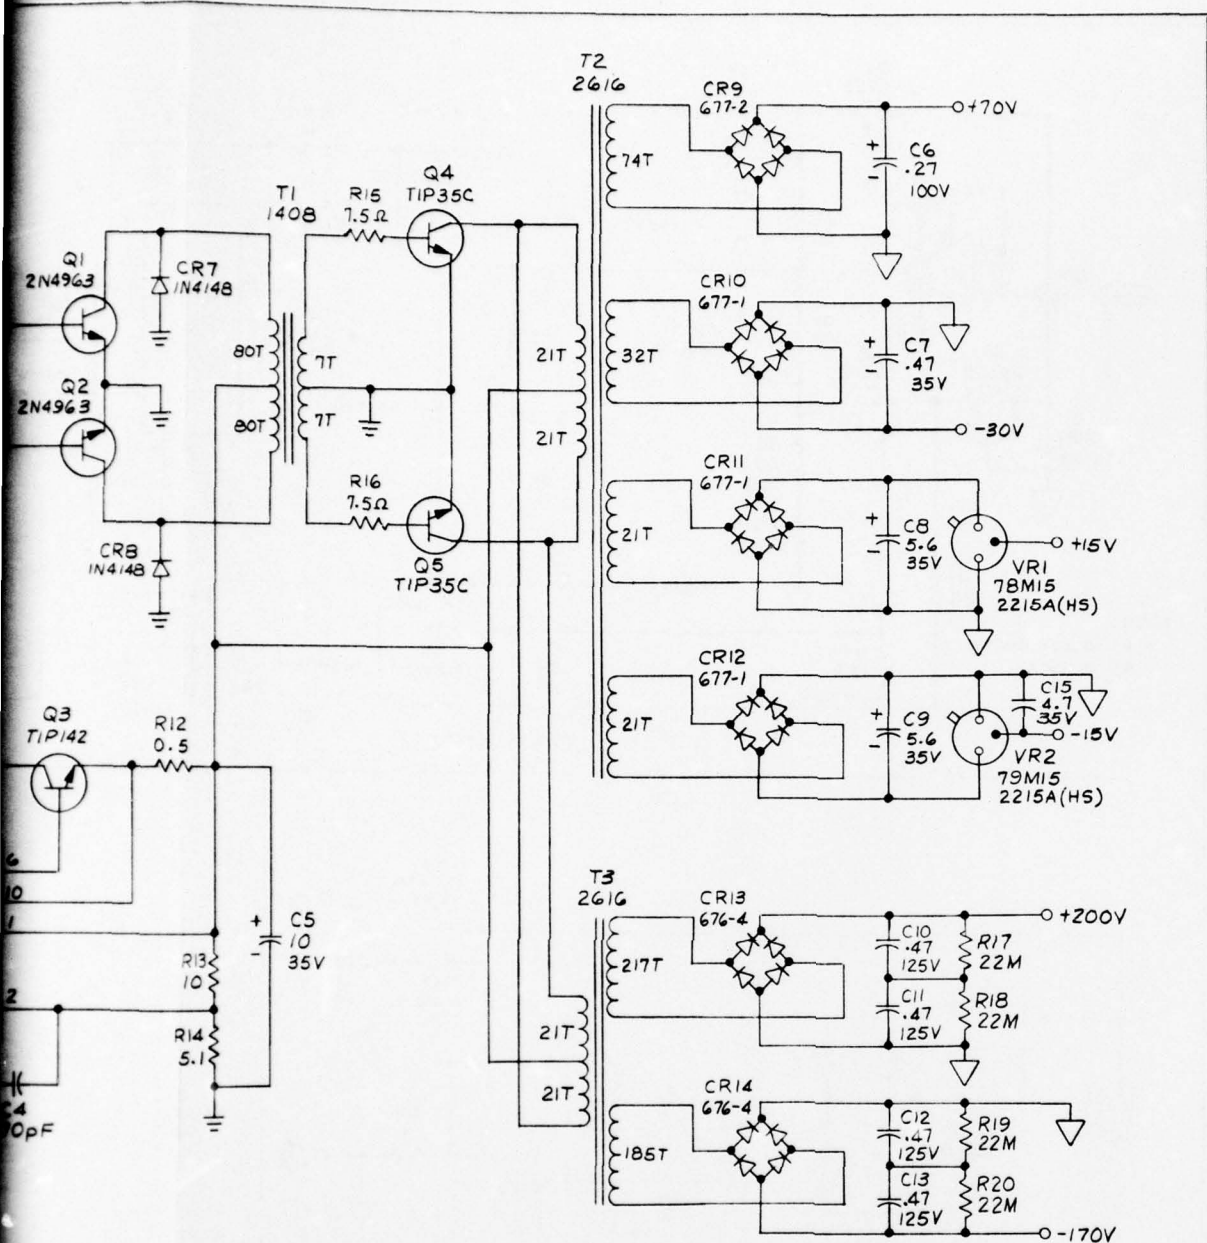 T2
2616
CR9
677-2
+70V
74T
+
-
C6
.27
100V
Q4
TIP35C
T1
1408
R15
7.5Ω
Q1
2N4963
CR7
1N4148
CR10
677-1
80T
7T
21T
32T
+
-
C7
.47
35V
Q2
2N4963
80T
7T
21T
-30V
CR11
677-1
R16
7.5Ω
21T
+
-
C8
5.6
35V
+15V
CR8
1N4148
Q5
TIP35C
VR1
78M15
2215A(HS)
CR12
677-1
C15
4.7
35V
21T
+
-
C9
5.6
35V
-15V
VR2
79M15
2215A(HS)
Q3
TIP142
R12
0.5
6
10
1
2
T3
2616
CR13
676-4
+200V
+
-
C5
10
35V
217T
C10
.47
125V
R17
22M
R13
10
C11
.47
125V
R18
22M
21T
R14
5.1
21T
CR14
676-4
C4
0pF
185T
C12
.47
125V
R19
22M
C13
.47
125V
R20
22M
-170V